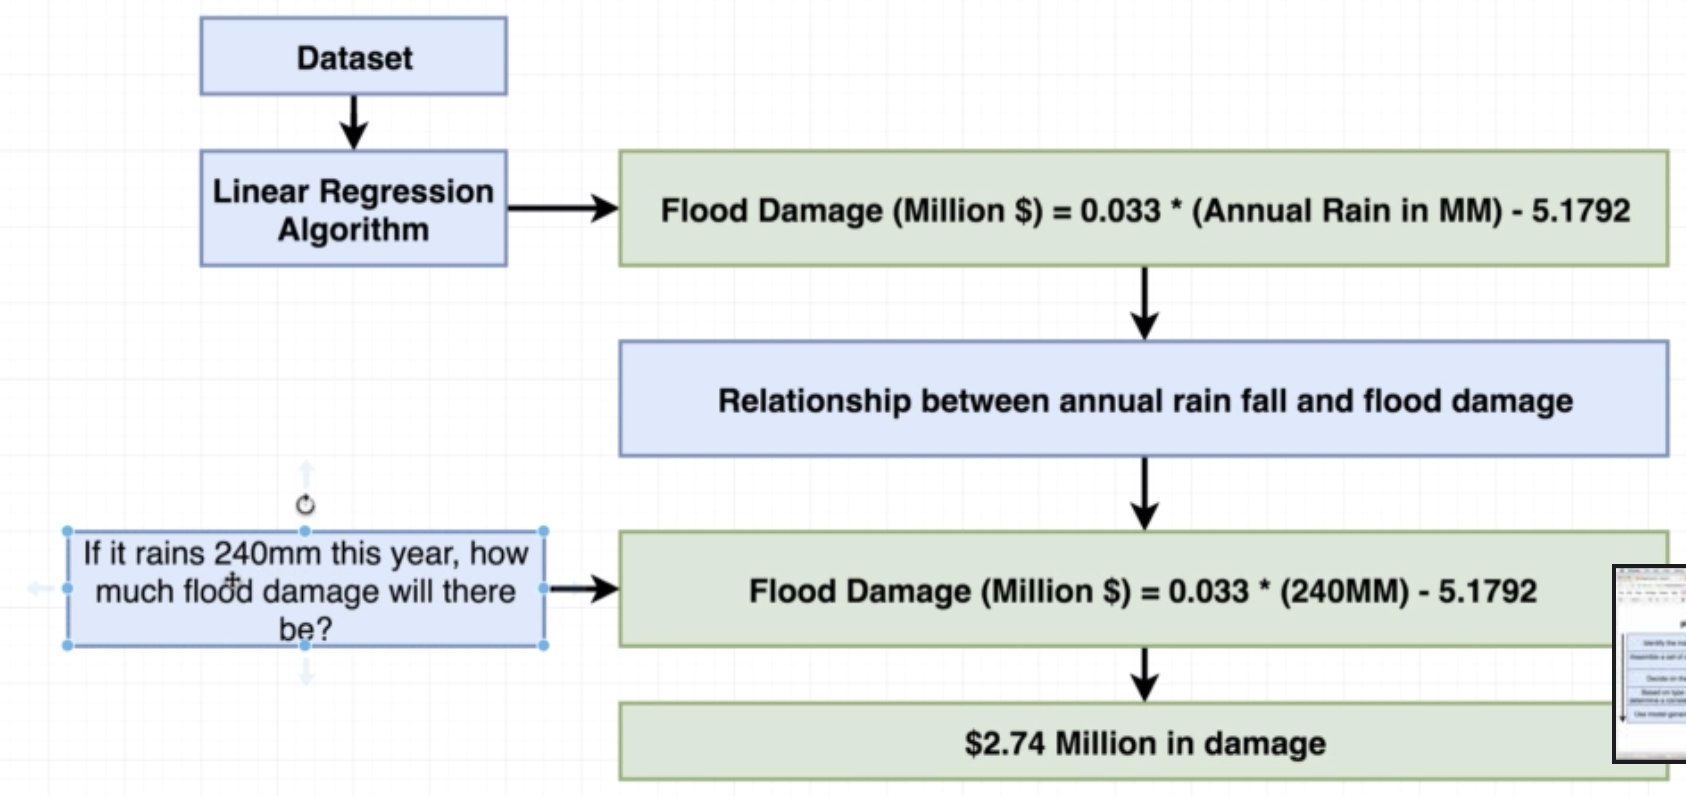 Dataset
Linear Regression
Algorithm
Flood Damage (Million $) = 0.033 * (Annual Rain in MM) - 5.1792
Relationship between annual rain fall and flood damage
If it rains 240mm this year, how
much flood damage will there
be?
Flood Damage (Million $) = 0.033 * (240MM) - 5.1792
$2.74 Million in damage